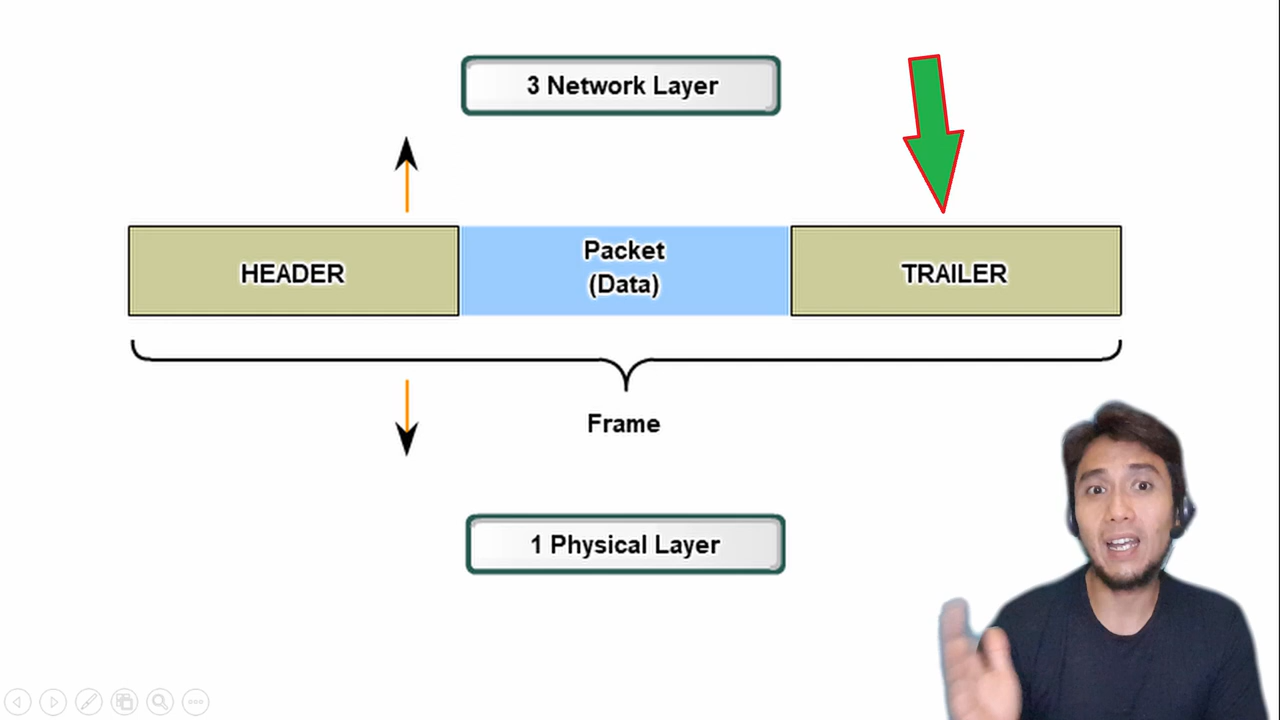 3 Network Layer
HEADER
Packet
(Data)
TRAILER
Frame
1 Physical Layer